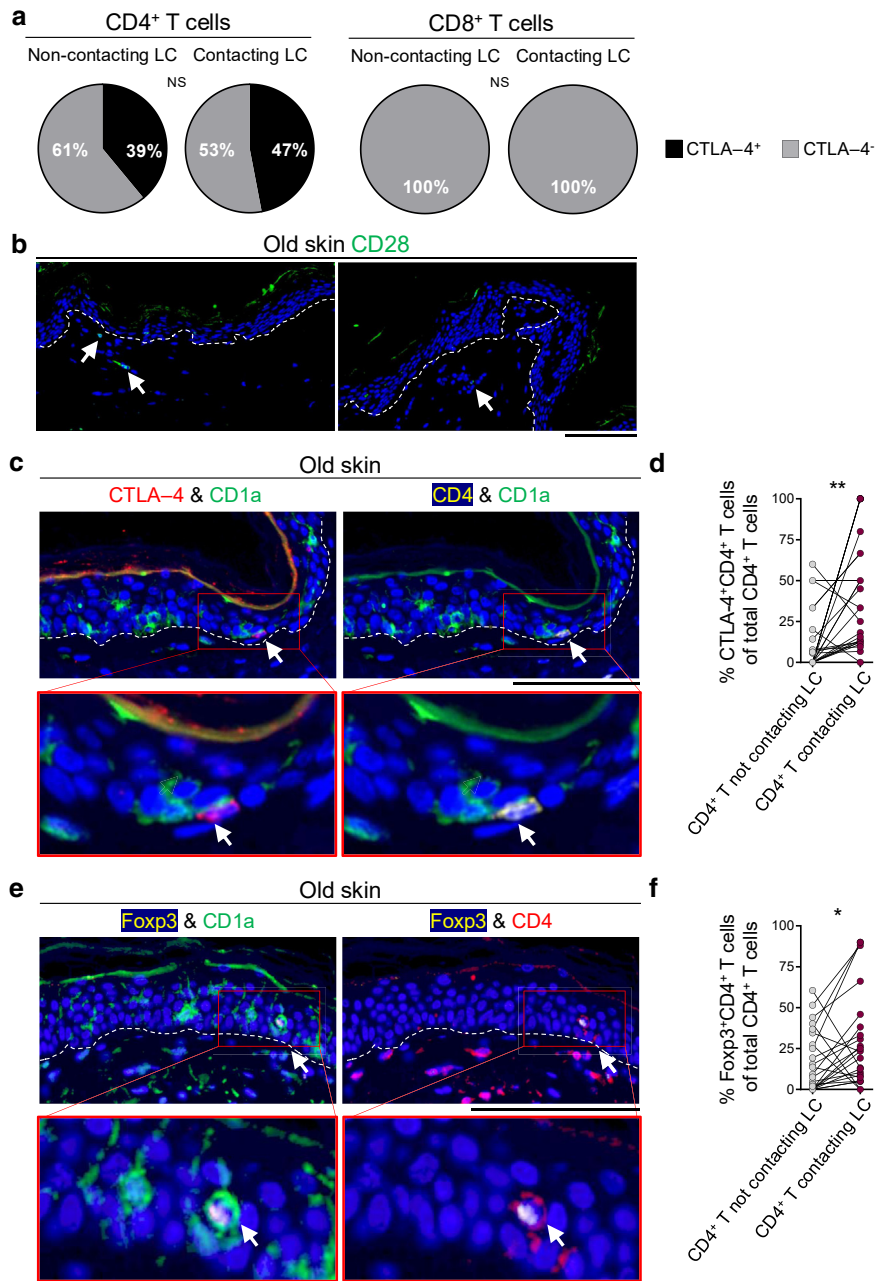 a
CD4⁺ T cells
CD8⁺ T cells
Non-contacting LC
Contacting LC
Non-contacting LC
Contacting LC
NS
NS
61%
39%
53%
47%
100%
100%
CTLA–4⁺
CTLA–4⁻
b
Old skin CD28
c
Old skin
CTLA–4 & CD1a
CD4 & CD1a
d
**
% CTLA-4⁺CD4⁺ T cells
of total CD4⁺ T cells
100
75
50
25
0
CD4⁺ T not contacting LC
CD4⁺ T contacting LC
e
Old skin
Foxp3 & CD1a
Foxp3 & CD4
f
*
% Foxp3⁺CD4⁺ T cells
of total CD4⁺ T cells
100
75
50
25
0
CD4⁺ T not contacting LC
CD4⁺ T contacting LC